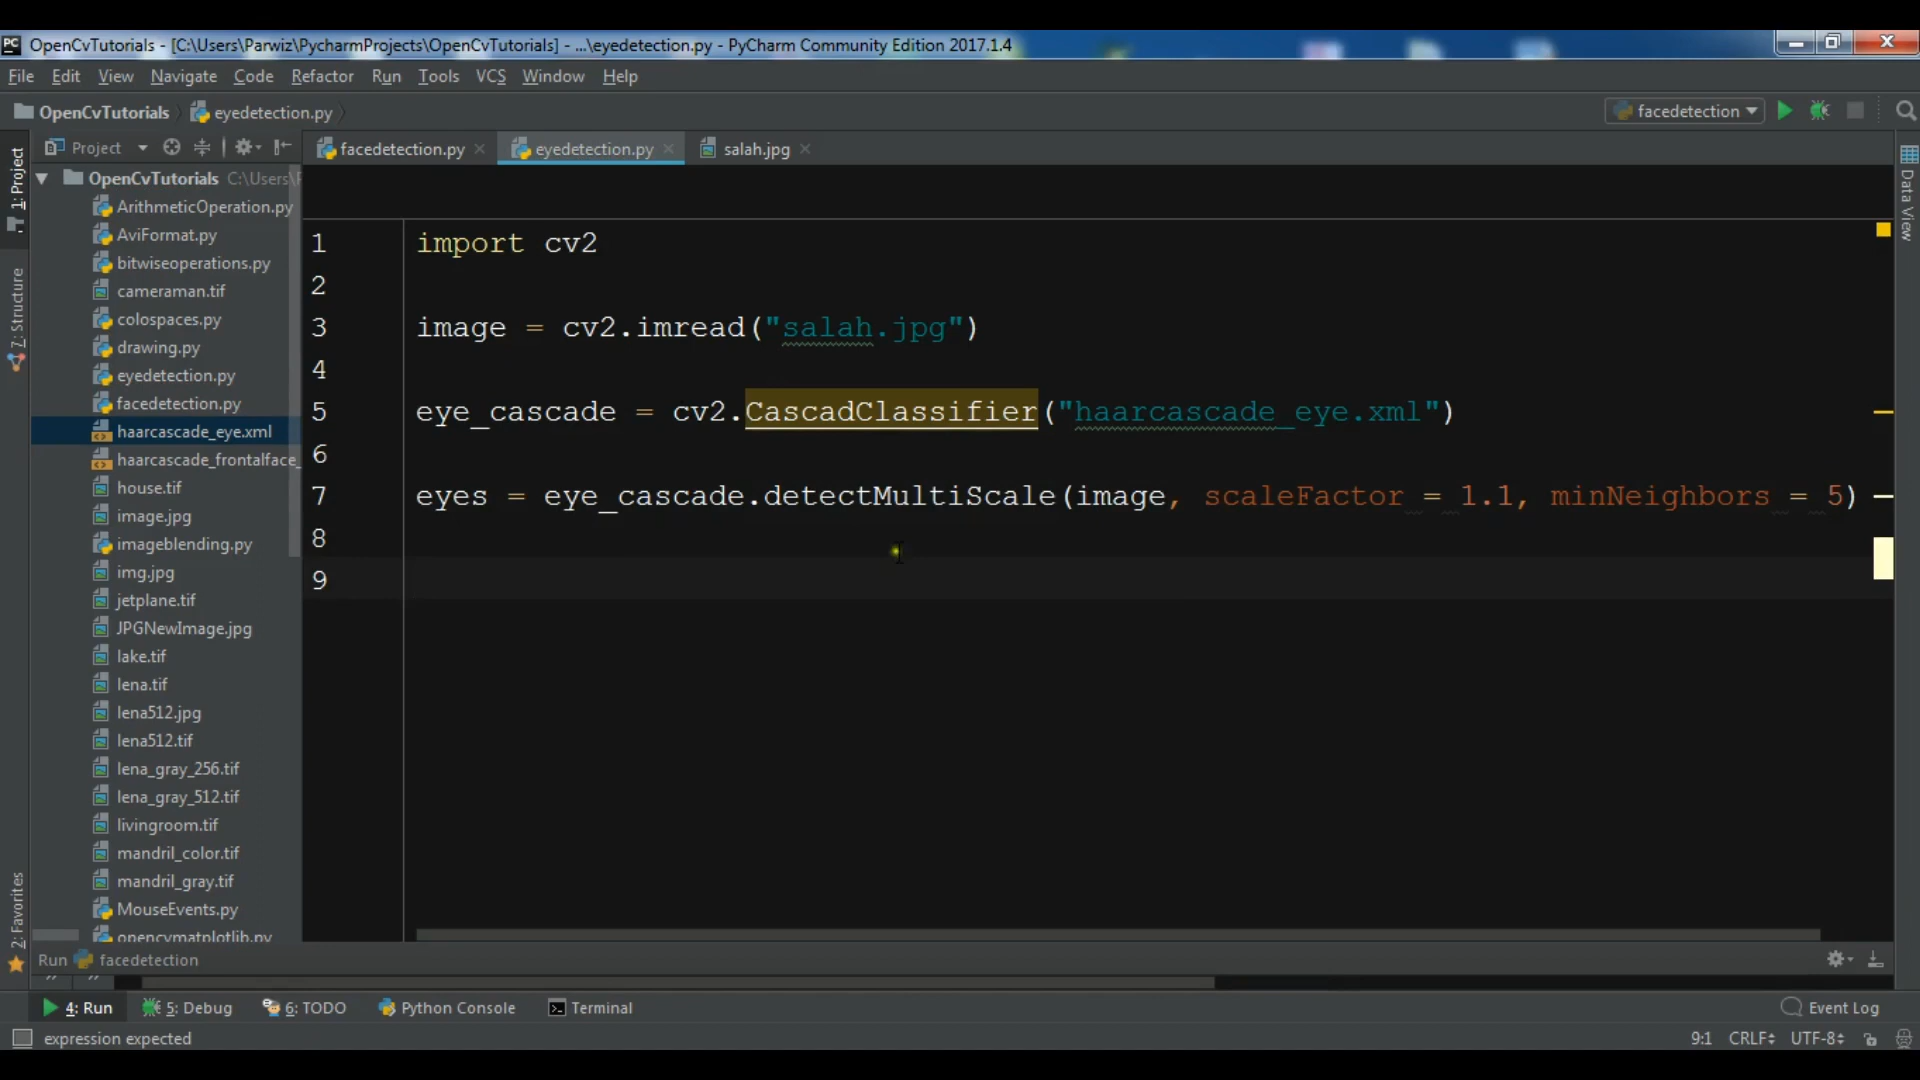 OpenCvTutorials - [C:\Users\Parwiz\PycharmProjects\OpenCvTutorials] - ...\eyedetection.py - PyCharm Community Edition 2017.1.4
File Edit View Navigate Code Refactor Run Tools VCS Window Help
OpenCvTutorials eyedetection.py facedetection
Project facedetection.py eyedetection.py salah.jpg
1: Project
7: Structure
2: Favorites
Data View
OpenCvTutorials C:\Users\
ArithmeticOperation.py
AviFormat.py
bitwiseoperations.py
cameraman.tif
colospaces.py
drawing.py
eyedetection.py
facedetection.py
haarcascade_eye.xml
haarcascade_frontalface_
house.tif
image.jpg
imageblending.py
img.jpg
jetplane.tif
JPGNewImage.jpg
lake.tif
lena.tif
lena512.jpg
lena512.tif
lena_gray_256.tif
lena_gray_512.tif
livingroom.tif
mandril_color.tif
mandril_gray.tif
MouseEvents.py
opencvmatplotlib.py
1 import cv2
2
3 image = cv2.imread("salah.jpg")
4
5 eye_cascade = cv2.CascadClassifier("haarcascade_eye.xml")
6
7 eyes = eye_cascade.detectMultiScale(image, scaleFactor = 1.1, minNeighbors = 5)
8
9
Run facedetection
4: Run 5: Debug 6: TODO Python Console Terminal Event Log
expression expected 9:1 CRLF UTF-8